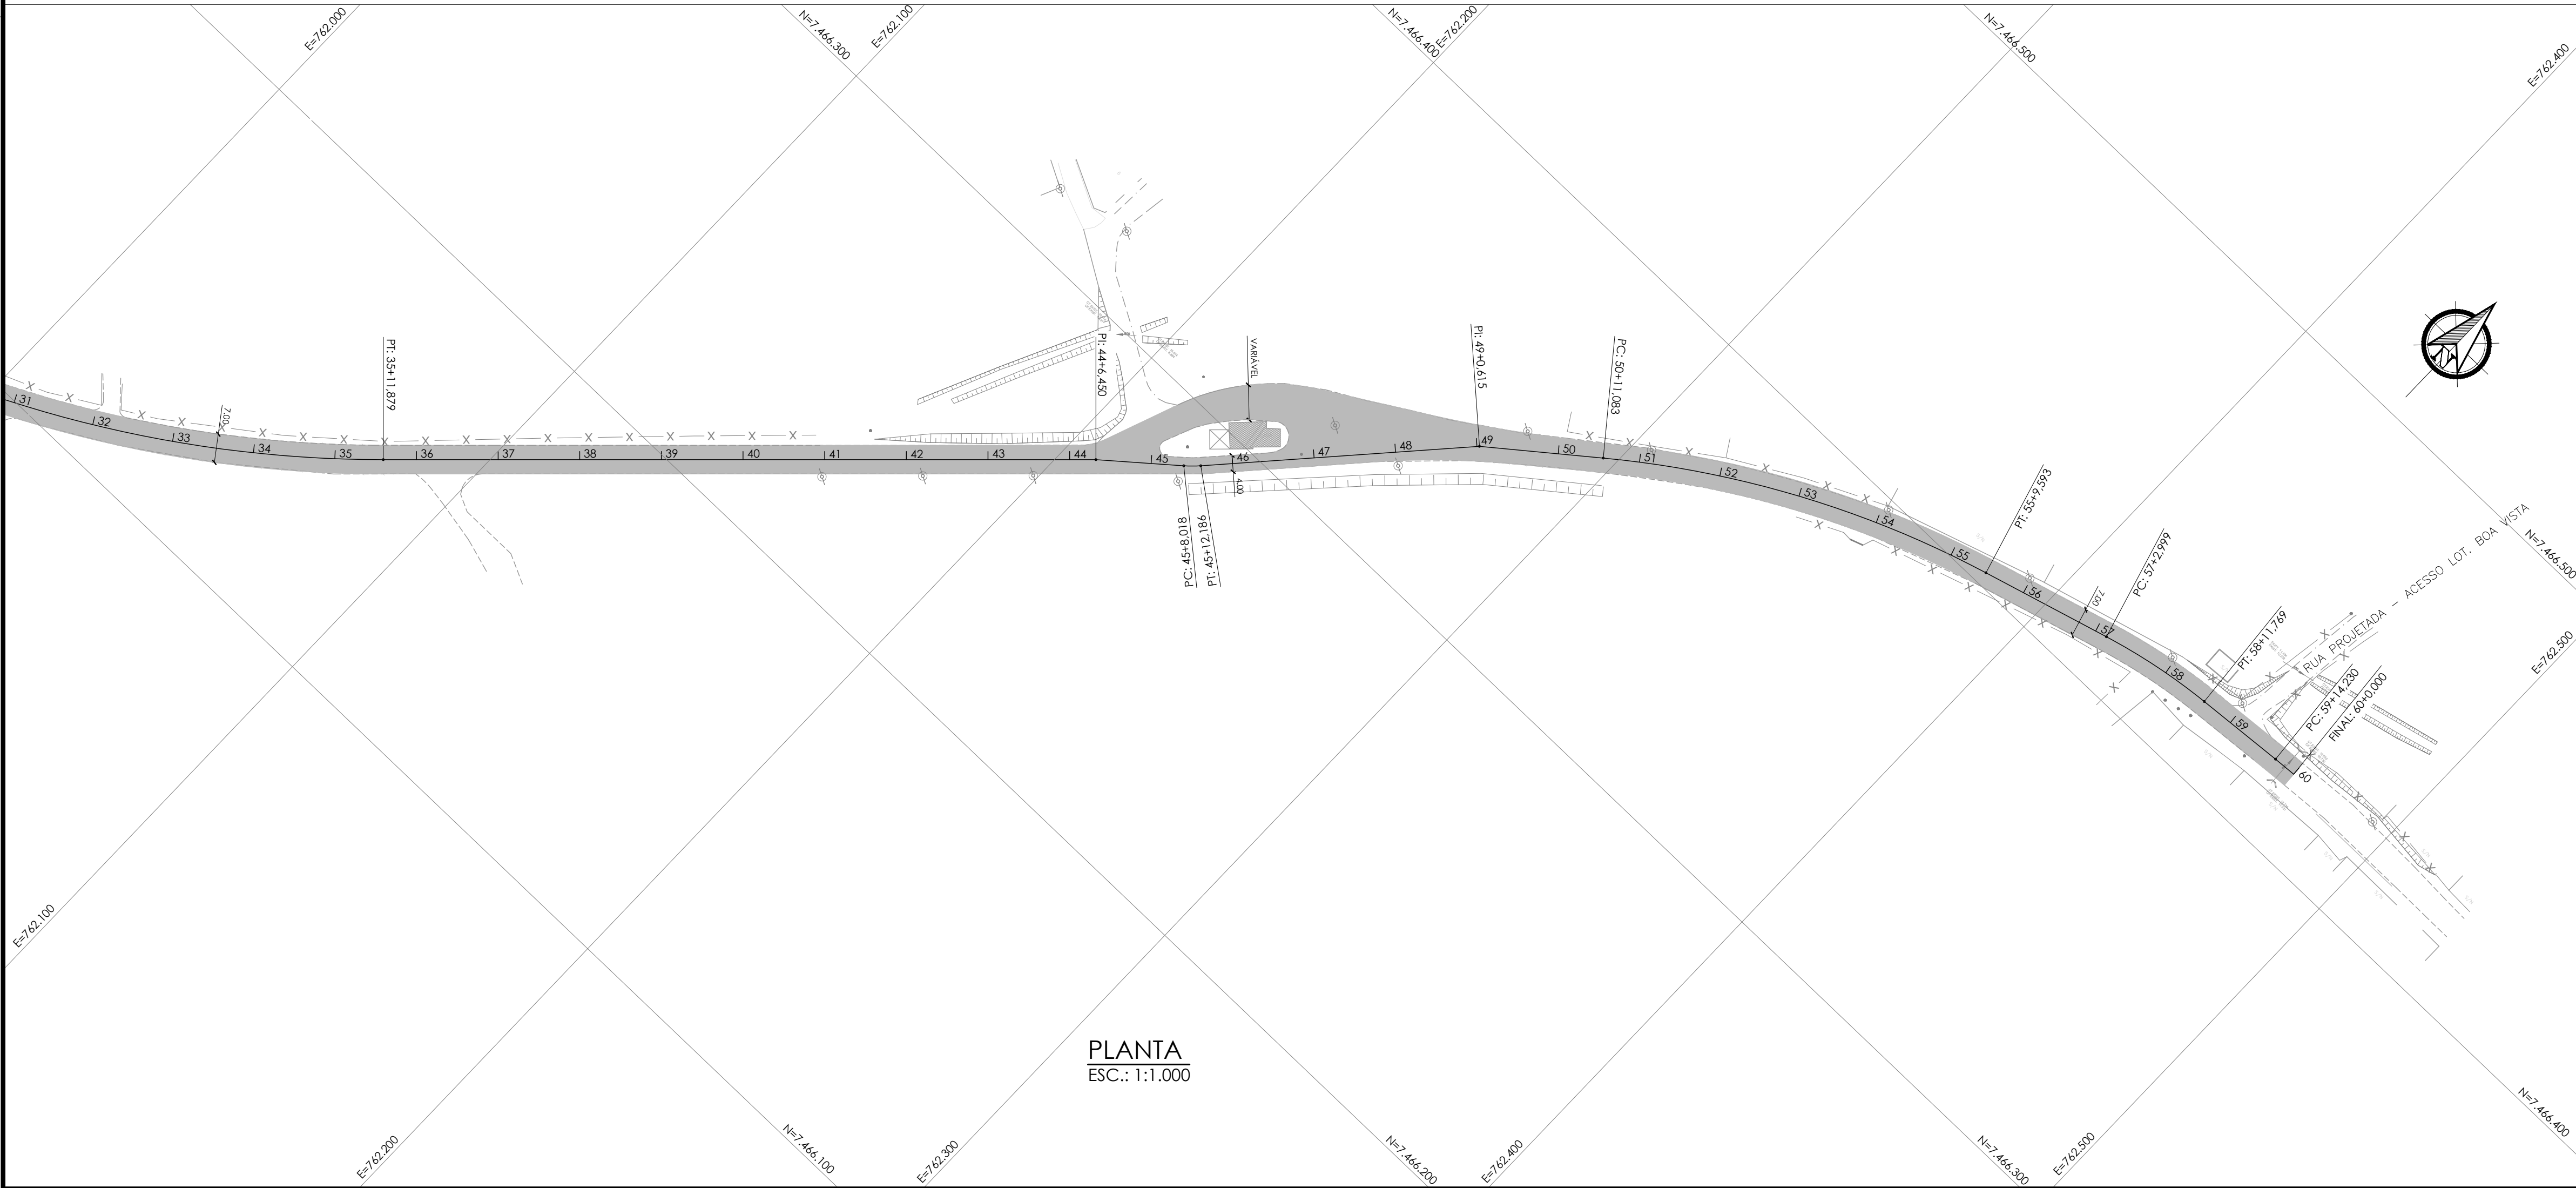 E=762.000
N=7.466.300
E=762.100
N=7.466.400
E=762.200
N=7.466.500
E=762.400
31
32
33
7.00
34
35
PT: 35+11,879
36
37
38
39
40
41
42
43
44
PI: 44+6,450
45
PC: 45+8,018
PT: 45+12,186
VARIÁVEL
46
4.00
47
48
PI: 49+0,615
49
50
PC: 50+11,083
51
52
53
54
55
PT: 55+9,593
56
7.00
57
PC: 57+2,999
58
PT: 58+11,769
59
PC: 59+14,230
FINAL: 60+0,000
60
RUA PROJETADA - ACESSO LOT. BOA VISTA
N=7.466.500
E=762.500
N
E=762.100
E=762.200
N=7.466.100
E=762.300
N=7.466.200
E=762.400
N=7.466.300
E=762.500
N=7.466.400
PLANTA
ESC.: 1:1.000